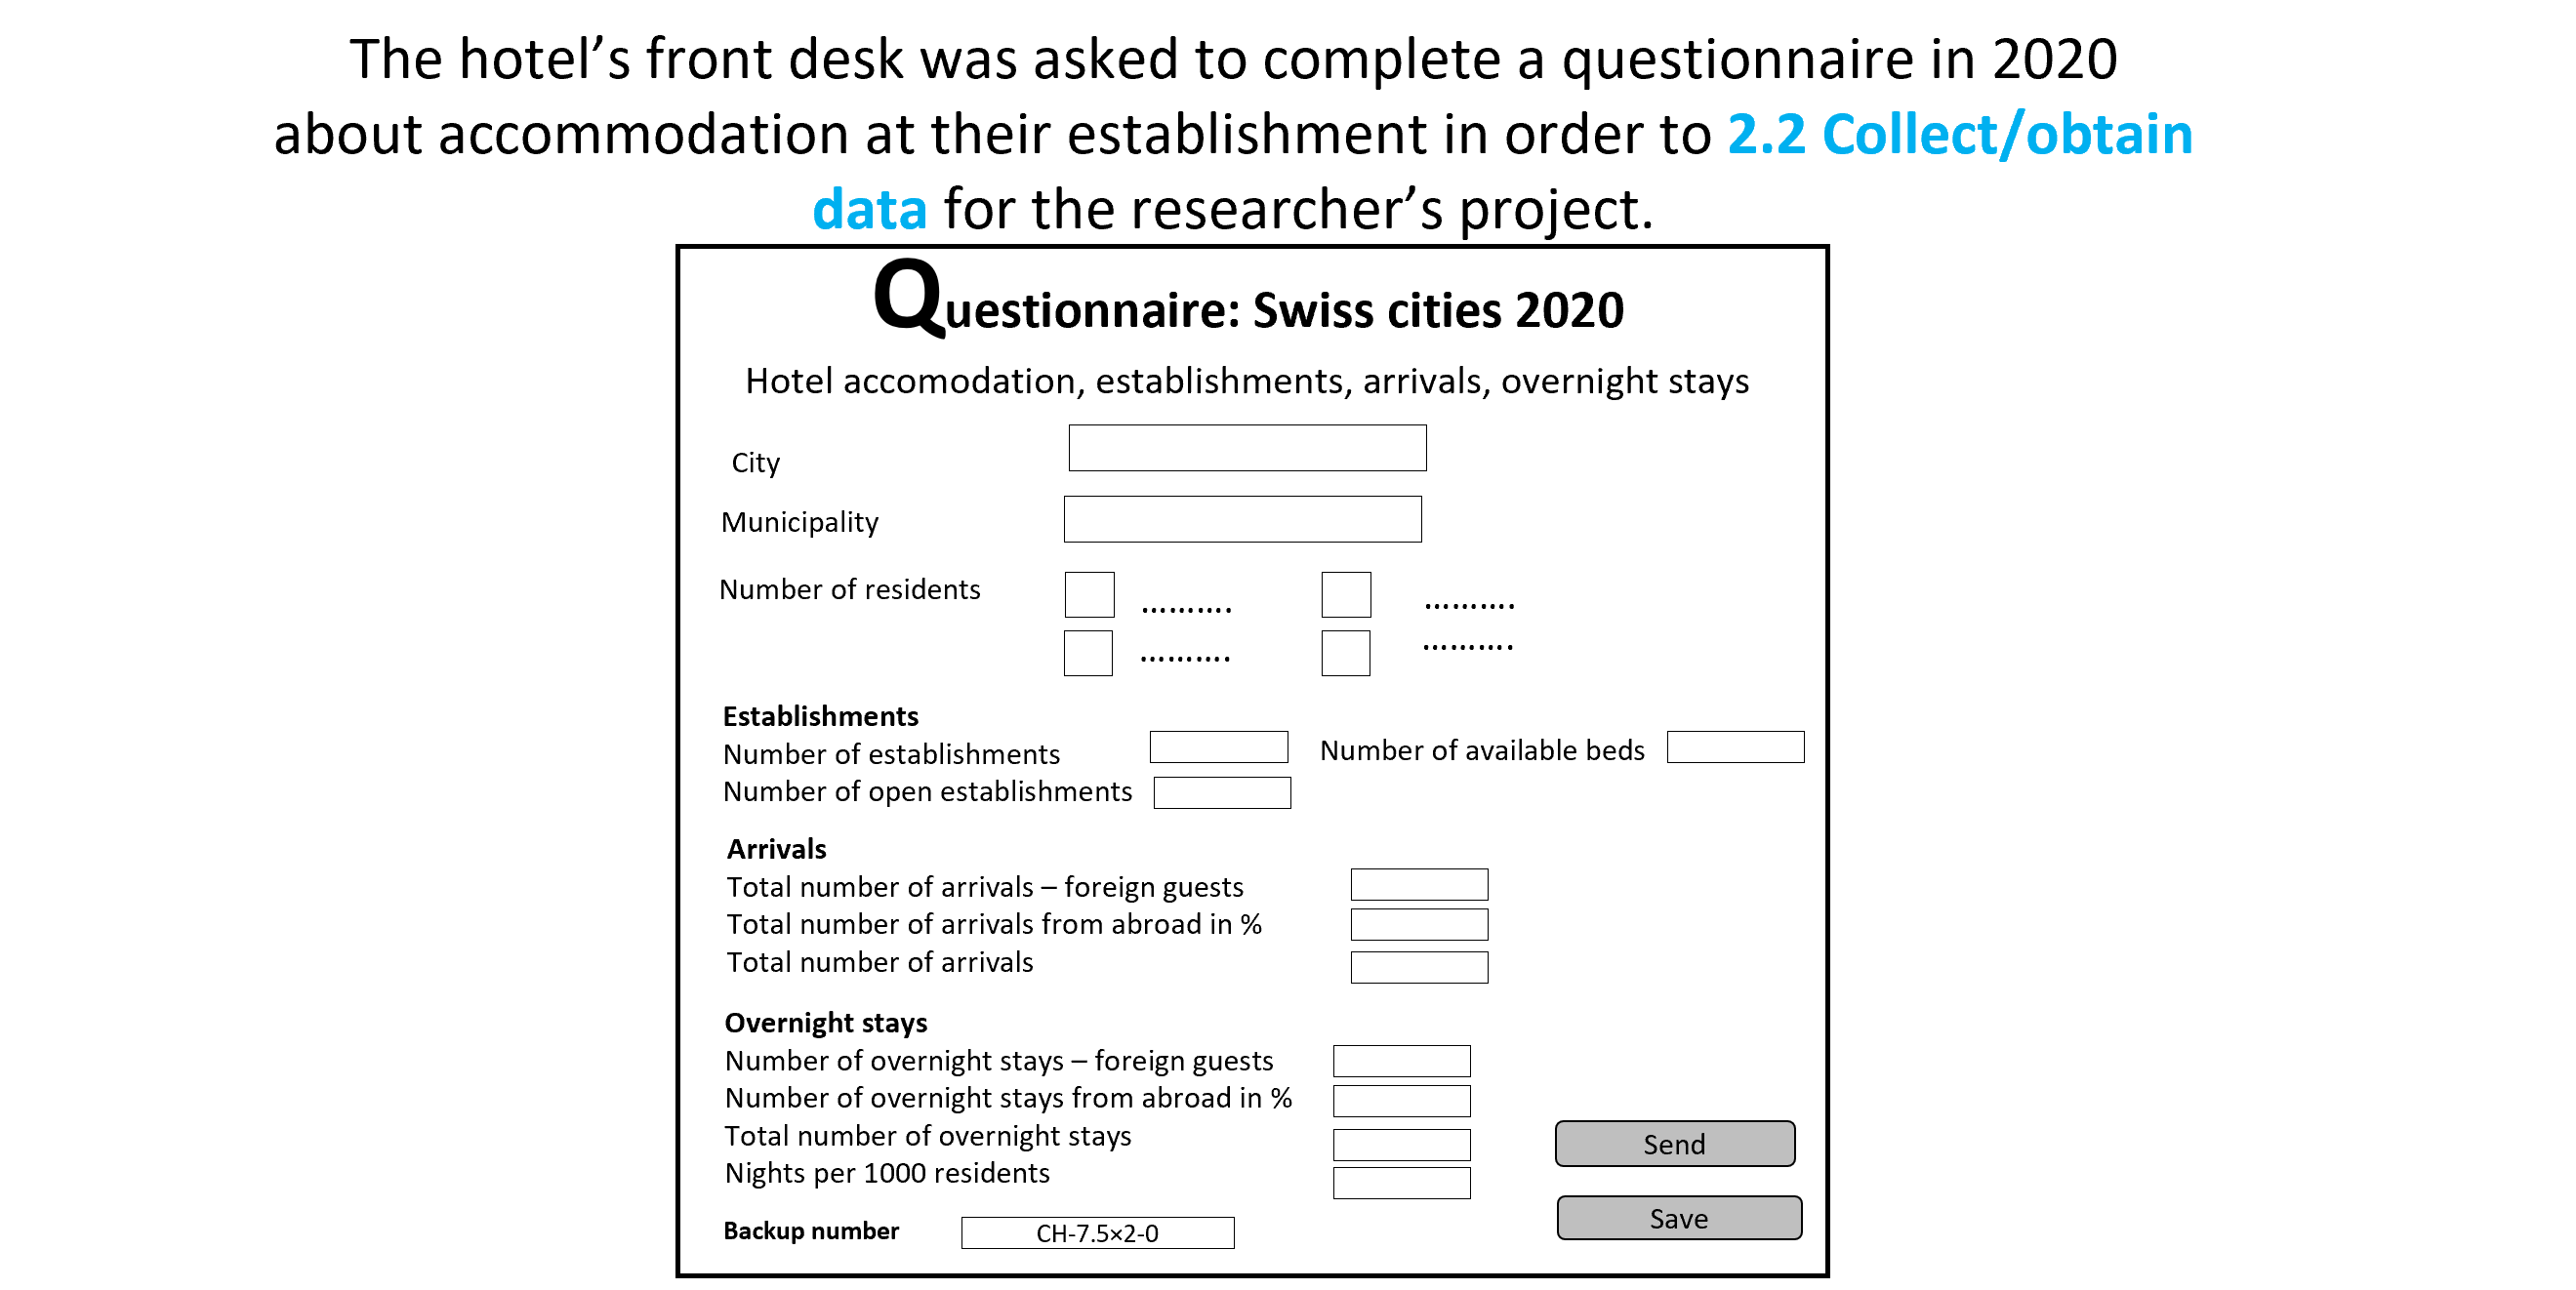 The hotel’s front desk was asked to complete a questionnaire in 2020
about accommodation at their establishment in order to 2.2 Collect/obtain
data for the researcher’s project.
Questionnaire: Swiss cities 2020
Hotel accomodation, establishments, arrivals, overnight stays
City
Municipality
Number of residents
.......... ..........
.......... ..........
Establishments
Number of establishments Number of available beds
Number of open establishments
Arrivals
Total number of arrivals – foreign guests
Total number of arrivals from abroad in %
Total number of arrivals
Overnight stays
Number of overnight stays – foreign guests
Number of overnight stays from abroad in %
Total number of overnight stays
Send
Nights per 1000 residents
Save
Backup number CH-7.5×2-0